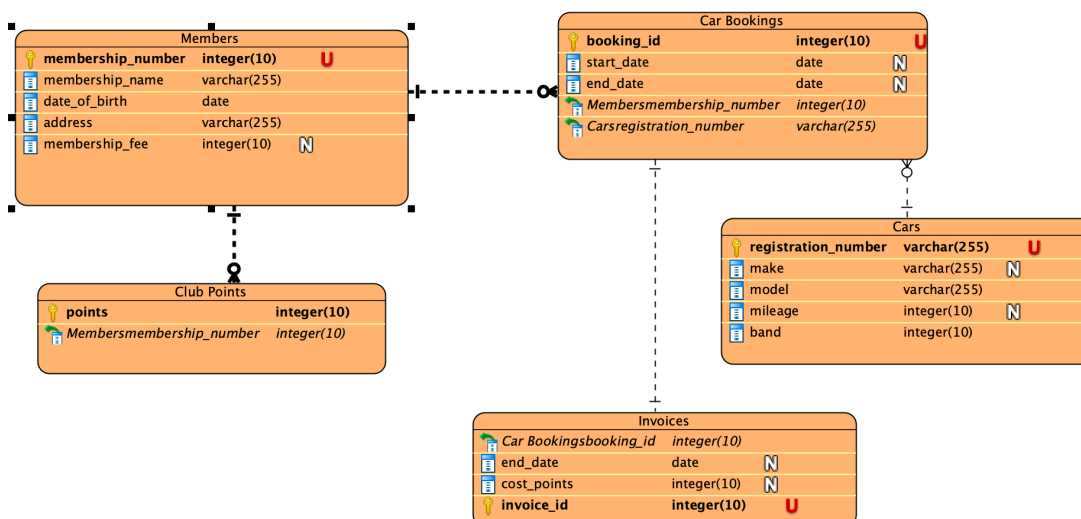 Members
membership_number integer(10) U
membership_name varchar(255)
date_of_birth date
address varchar(255)
membership_fee integer(10) N
Car Bookings
booking_id integer(10) U
start_date date N
end_date date N
Membersmembership_number integer(10)
Carsregistration_number varchar(255)
Club Points
points integer(10)
Membersmembership_number integer(10)
Cars
registration_number varchar(255) U
make varchar(255) N
model varchar(255)
mileage integer(10) N
band integer(10)
Invoices
Car Bookingsbooking_id integer(10)
end_date date N
cost_points integer(10) N
invoice_id integer(10) U